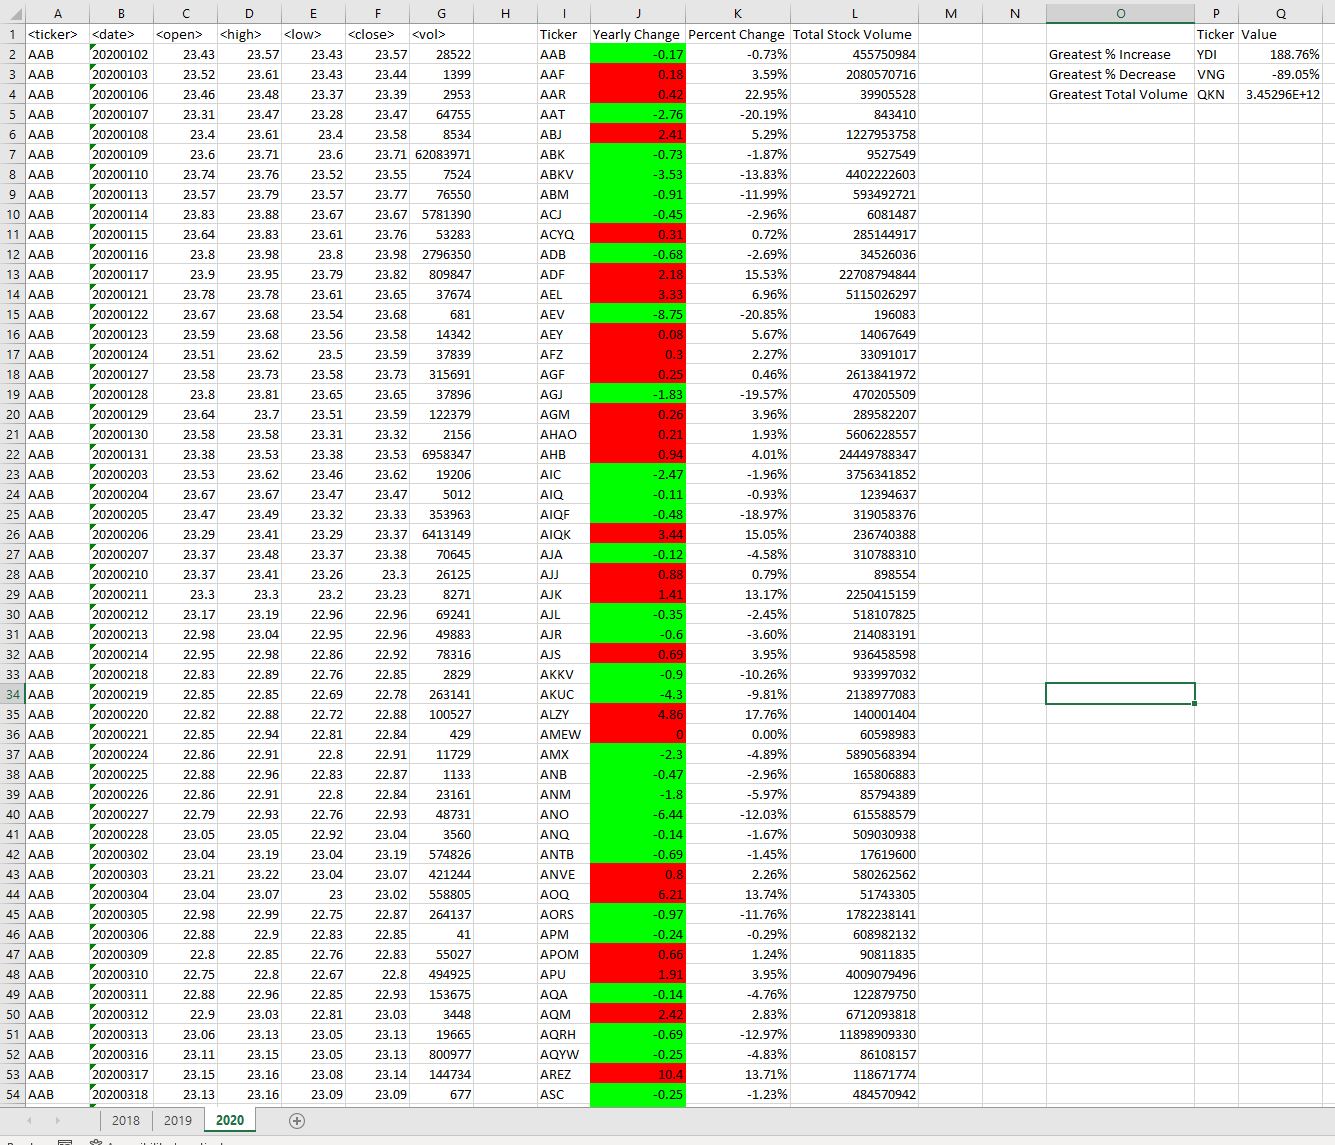 A B C D E F G H I J K L M N O P Q
1 <ticker> <date> <open> <high> <low> <close> <vol> Ticker Yearly Change Percent Change Total Stock Volume Ticker Value
2 AAB 20200102 23.43 23.57 23.43 23.57 28522 AAB -0.17 -0.73% 455750984 Greatest % Increase YDI 188.76%
3 AAB 20200103 23.52 23.61 23.43 23.44 1399 AAF 0.18 3.59% 2080570716 Greatest % Decrease VNG -89.05%
4 AAB 20200106 23.46 23.48 23.37 23.39 2953 AAR 0.42 22.95% 39905528 Greatest Total Volume QKN 3.45296E+12
5 AAB 20200107 23.31 23.47 23.28 23.47 64755 AAT -2.76 -20.19% 843410
6 AAB 20200108 23.4 23.61 23.4 23.58 8534 ABJ 2.41 5.29% 1227953758
7 AAB 20200109 23.6 23.71 23.6 23.71 62083971 ABK -0.73 -1.87% 9527549
8 AAB 20200110 23.74 23.76 23.52 23.55 7524 ABKV -3.53 -13.83% 4402222603
9 AAB 20200113 23.57 23.79 23.57 23.77 76550 ABM -0.91 -11.99% 593492721
10 AAB 20200114 23.83 23.88 23.67 23.67 5781390 ACJ -0.45 -2.96% 6081487
11 AAB 20200115 23.64 23.83 23.61 23.76 53283 ACYQ 0.31 0.72% 285144917
12 AAB 20200116 23.8 23.98 23.8 23.98 2796350 ADB -0.68 -2.69% 34526036
13 AAB 20200117 23.9 23.95 23.79 23.82 809847 ADF 2.18 15.53% 22708794844
14 AAB 20200121 23.78 23.78 23.61 23.65 37674 AEL 3.33 6.96% 5115026297
15 AAB 20200122 23.67 23.68 23.54 23.68 681 AEV -8.75 -20.85% 196083
16 AAB 20200123 23.59 23.68 23.56 23.58 14342 AEY 0.08 5.67% 14067649
17 AAB 20200124 23.51 23.62 23.5 23.59 37839 AFZ 0.3 2.27% 33091017
18 AAB 20200127 23.58 23.73 23.58 23.73 315691 AGF 0.25 0.46% 2613841972
19 AAB 20200128 23.8 23.81 23.65 23.65 37896 AGJ -1.83 -19.57% 470205509
20 AAB 20200129 23.64 23.7 23.51 23.59 122379 AGM 0.26 3.96% 289582207
21 AAB 20200130 23.58 23.58 23.31 23.32 2156 AHAO 0.21 1.93% 5606228557
22 AAB 20200131 23.38 23.53 23.38 23.53 6958347 AHB 0.94 4.01% 24449788347
23 AAB 20200203 23.53 23.62 23.46 23.62 19206 AIC -2.47 -1.96% 3756341852
24 AAB 20200204 23.67 23.67 23.47 23.47 5012 AIQ -0.11 -0.93% 12394637
25 AAB 20200205 23.47 23.49 23.32 23.33 353963 AIQF -0.48 -18.97% 319058376
26 AAB 20200206 23.29 23.41 23.29 23.37 6413149 AIQK 3.44 15.05% 236740388
27 AAB 20200207 23.37 23.48 23.37 23.38 70645 AJA -0.12 -4.58% 310788310
28 AAB 20200210 23.37 23.41 23.26 23.3 26125 AJJ 0.88 0.79% 898554
29 AAB 20200211 23.3 23.3 23.2 23.23 8271 AJK 1.41 13.17% 2250415159
30 AAB 20200212 23.17 23.19 22.96 22.96 69241 AJL -0.35 -2.45% 518107825
31 AAB 20200213 22.98 23.04 22.95 22.96 49883 AJR -0.6 -3.60% 214083191
32 AAB 20200214 22.95 22.98 22.86 22.92 78316 AJS 0.69 3.95% 936458598
33 AAB 20200218 22.83 22.89 22.76 22.85 2829 AKKV -0.9 -10.26% 933997032
34 AAB 20200219 22.85 22.85 22.69 22.78 263141 AKUC -4.3 -9.81% 2138977083
35 AAB 20200220 22.82 22.88 22.72 22.88 100527 ALZY 4.86 17.76% 140001404
36 AAB 20200221 22.85 22.94 22.81 22.84 429 AMEW 0 0.00% 60598983
37 AAB 20200224 22.86 22.91 22.8 22.91 11729 AMX -2.3 -4.89% 5890568394
38 AAB 20200225 22.88 22.96 22.83 22.87 1133 ANB -0.47 -2.96% 165806883
39 AAB 20200226 22.86 22.91 22.8 22.84 23161 ANM -1.8 -5.97% 85794389
40 AAB 20200227 22.79 22.93 22.76 22.93 48731 ANO -6.44 -12.03% 615588579
41 AAB 20200228 23.05 23.05 22.92 23.04 3560 ANQ -0.14 -1.67% 509030938
42 AAB 20200302 23.04 23.19 23.04 23.19 574826 ANTB -0.69 -1.45% 17619600
43 AAB 20200303 23.21 23.22 23.04 23.07 421244 ANVE 0.8 2.26% 580262562
44 AAB 20200304 23.04 23.07 23 23.02 558805 AOQ 6.21 13.74% 51743305
45 AAB 20200305 22.98 22.99 22.75 22.87 264137 AORS -0.97 -11.76% 1782238141
46 AAB 20200306 22.88 22.9 22.83 22.85 41 APM -0.24 -0.29% 608982132
47 AAB 20200309 22.8 22.85 22.76 22.83 55027 APOM 0.66 1.24% 90811835
48 AAB 20200310 22.75 22.8 22.67 22.8 494925 APU 1.91 3.95% 4009079496
49 AAB 20200311 22.88 22.96 22.85 22.93 153675 AQA -0.14 -4.76% 122879750
50 AAB 20200312 22.9 23.03 22.81 23.03 3448 AQM 2.42 2.83% 6712093818
51 AAB 20200313 23.06 23.13 23.05 23.13 19665 AQRH -0.69 -12.97% 11898909330
52 AAB 20200316 23.11 23.15 23.05 23.13 800977 AQYW -0.25 -4.83% 86108157
53 AAB 20200317 23.15 23.16 23.08 23.14 144734 AREZ 10.4 13.71% 118671774
54 AAB 20200318 23.13 23.16 23.09 23.09 677 ASC -0.25 -1.23% 484570942
2018 2019 2020